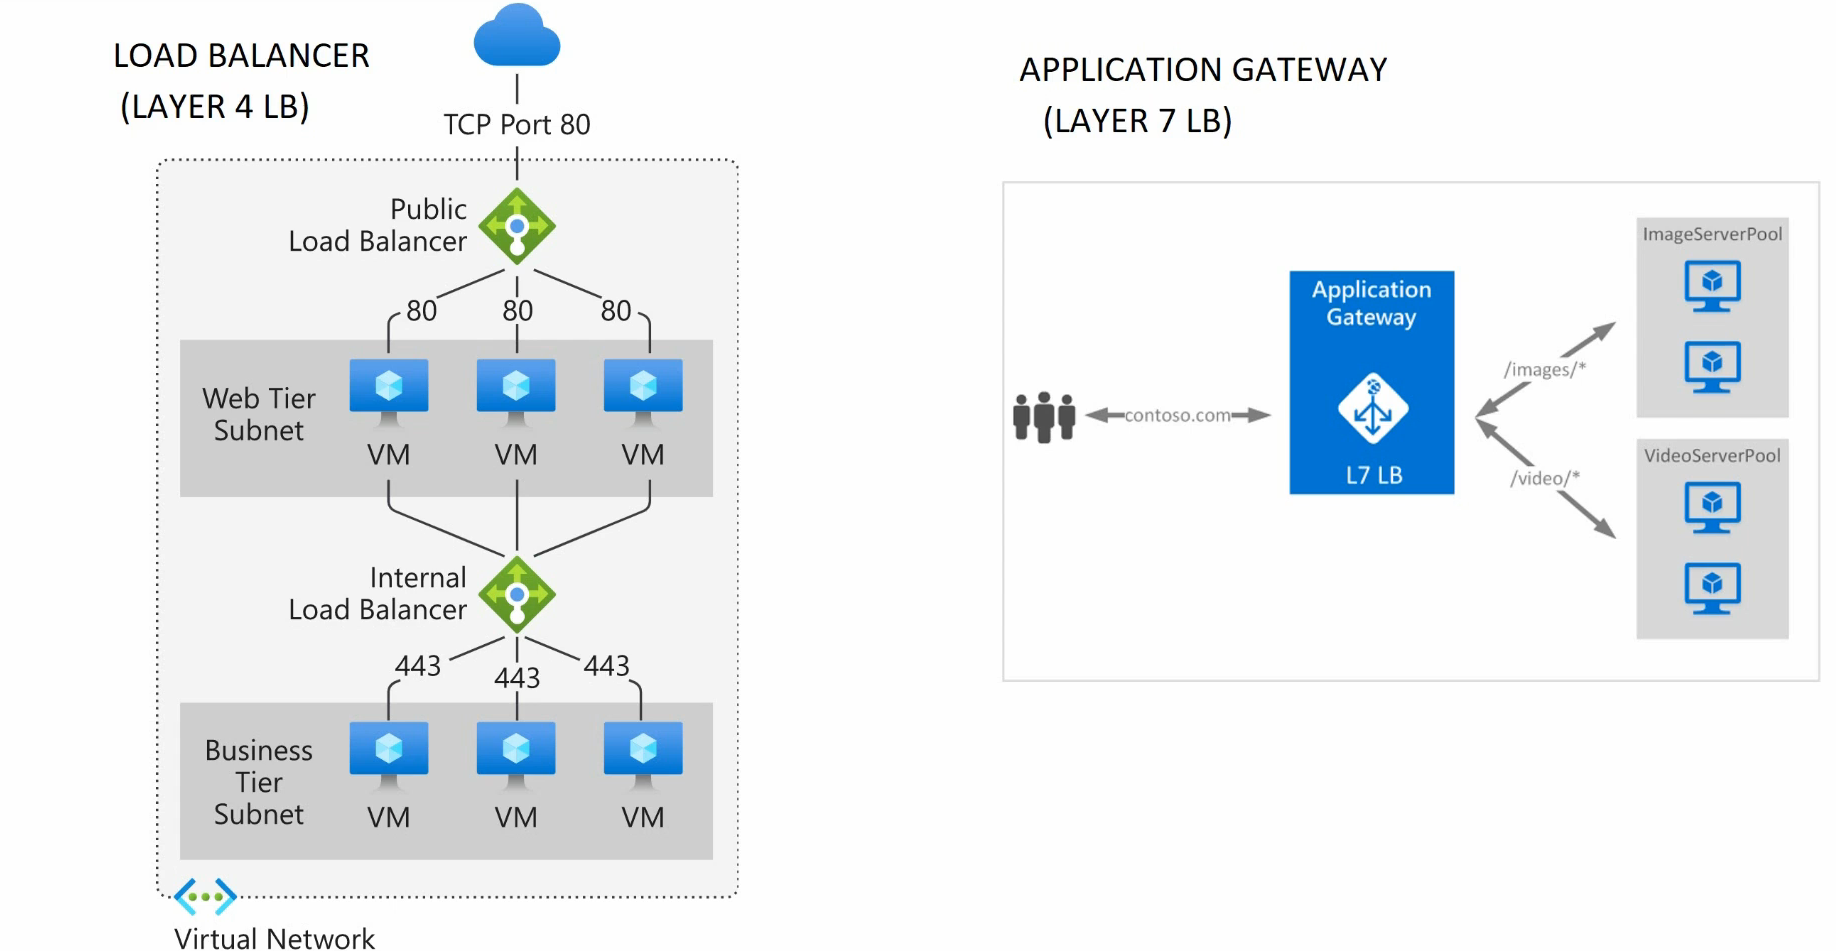 LOAD BALANCER
(LAYER 4 LB)
TCP Port 80
Public
Load Balancer
80 80 80
Web Tier
Subnet
VM VM VM
Internal
Load Balancer
443 443 443
Business
Tier
Subnet
VM VM VM
Virtual Network
APPLICATION GATEWAY
(LAYER 7 LB)
contoso.com
Application
Gateway
L7 LB
/images/*
/video/*
ImageServerPool
VideoServerPool